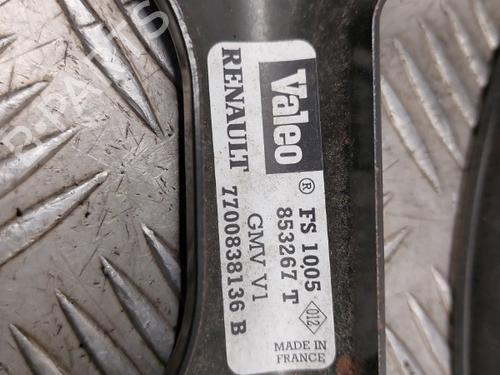 Valeo ® FS 1005
853267 T
RENAULT GMV V1
7700838136 B
012
MADE IN
FRANCE